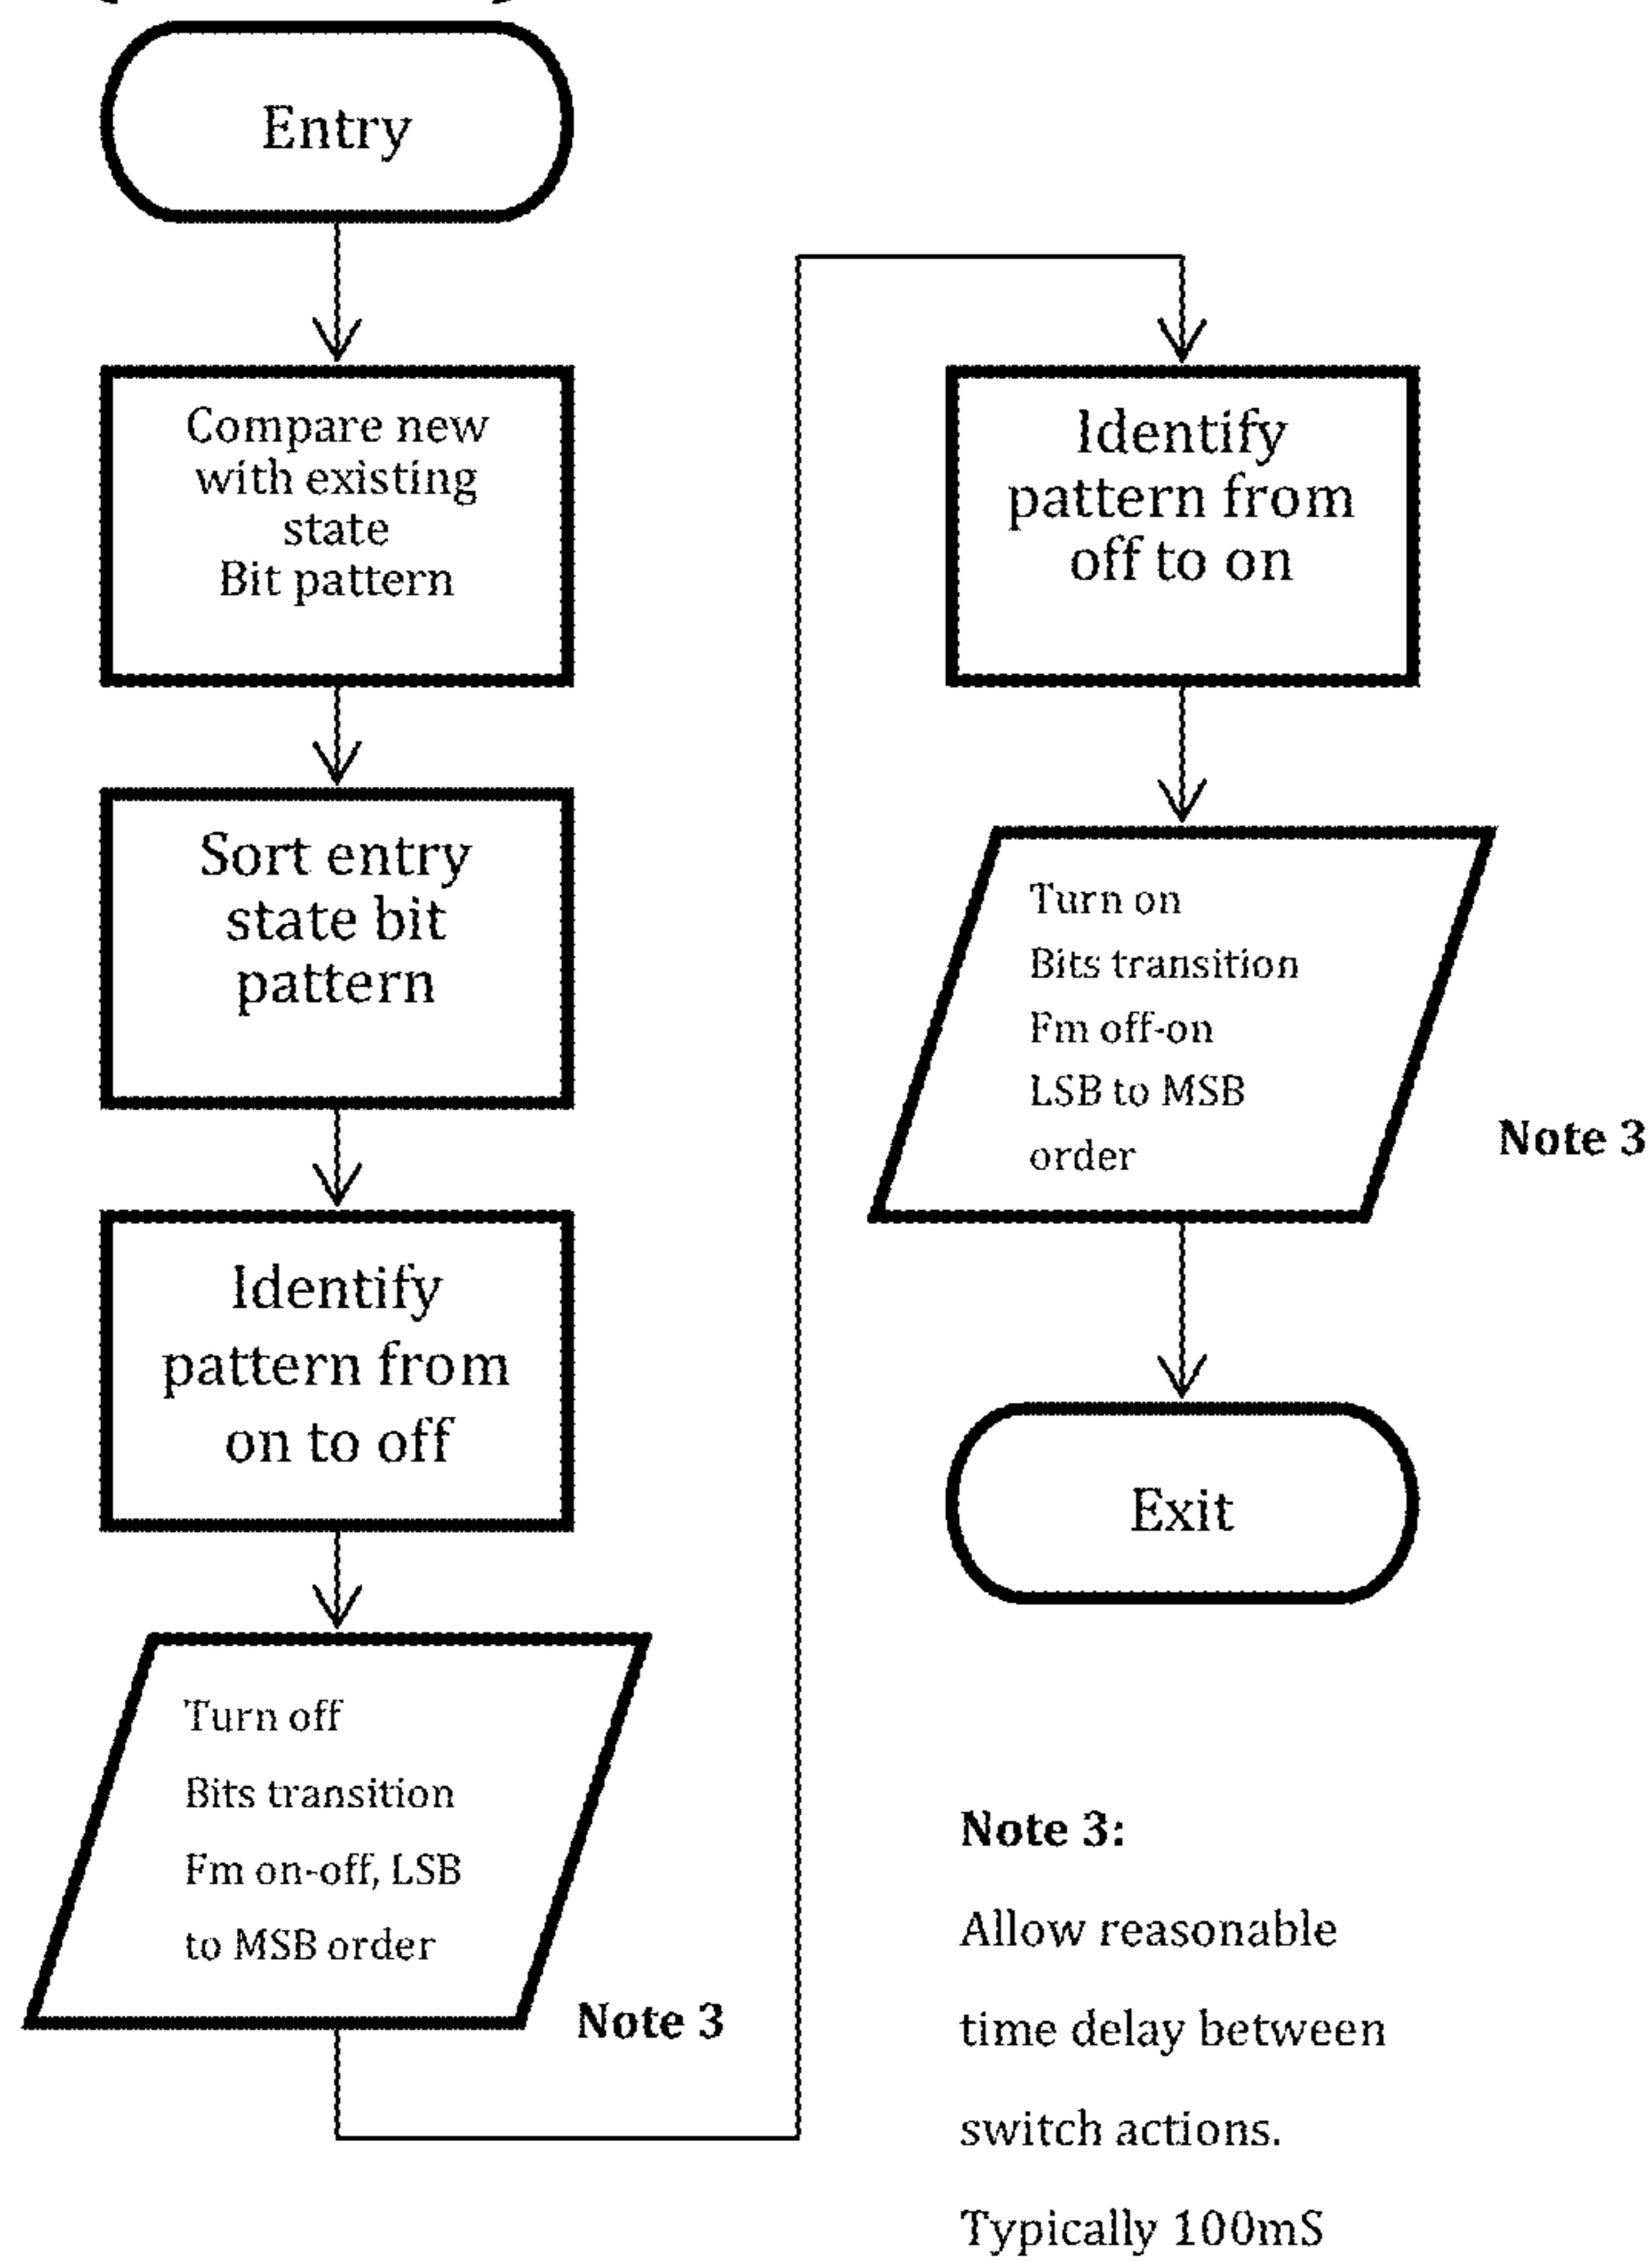 Entry
Compare new
with existing
state
Bit pattern
Sort entry
state bit
pattern
Identify
pattern from
on to off
Turn off
Bits transition
Fm on-off, LSB
to MSB order
Note 3
Identify
pattern from
off to on
Turn on
Bits transition
Fm off-on
LSB to MSB
order
Note 3
Exit
Note 3:
Allow reasonable
time delay between
switch actions.
Typically 100mS